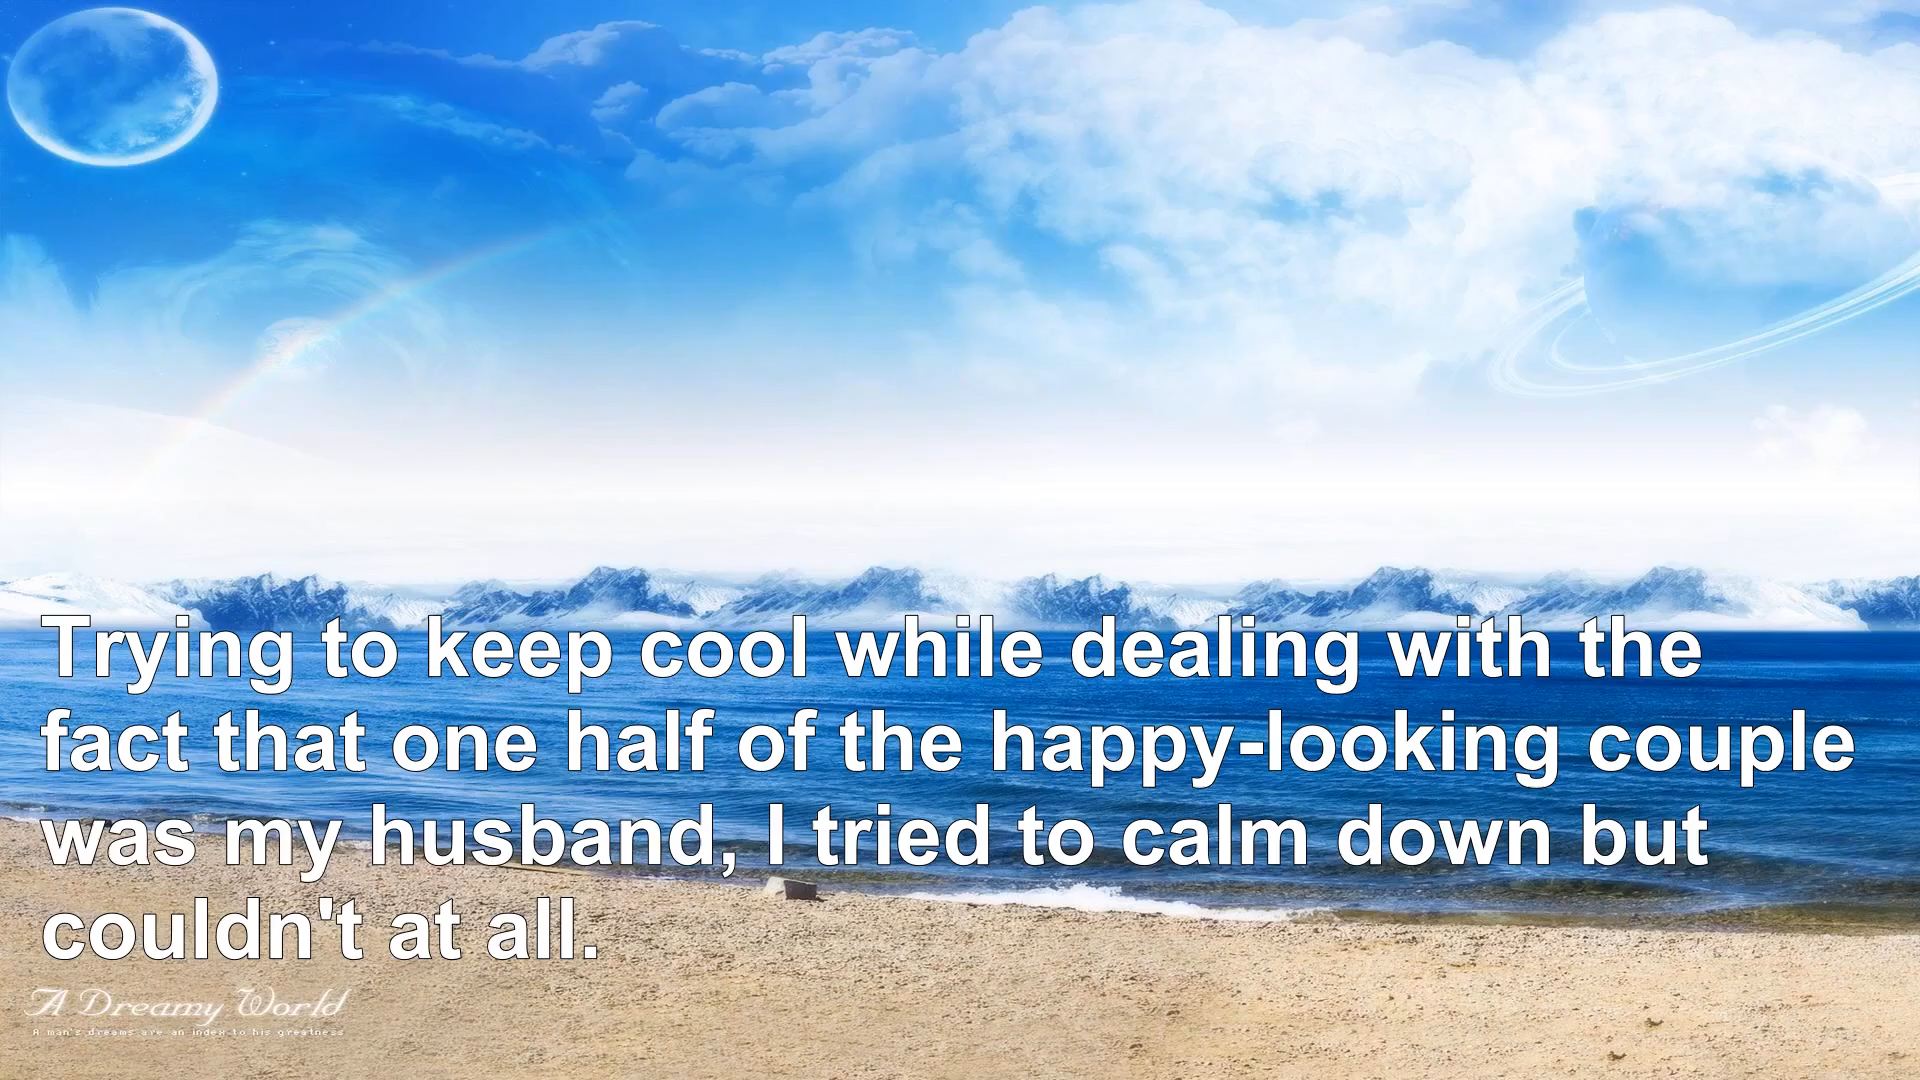 Trying to keep cool while dealing with the
fact that one half of the happy-looking couple
was my husband, I tried to calm down but
couldn't at all.
A Dreamy World
A man's dreams are an index to his greatness